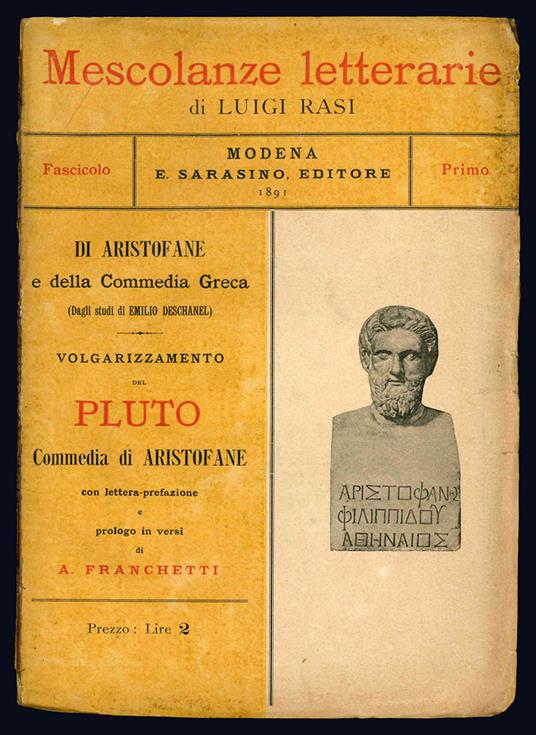 Mescolanze letterarie
di LUIGI RASI
Fascicolo
MODENA
E. SARASINO, EDITORE
1891
Primo
DI ARISTOFANE
e della Commedia Greca
(Dagli studi di EMILIO DESCHANEL)
VOLGARIZZAMENTO
DEL
PLUTO
Commedia di ARISTOFANE
con lettera-prefazione
e
prologo in versi
di
A. FRANCHETTI
Prezzo: Lire 2
ΑΡΙΣΤΟΦΑΝΗΣ
ΦΙΛΙΠΠΙΔΟΥ
ΑΘΗΝΑΙΟΣ